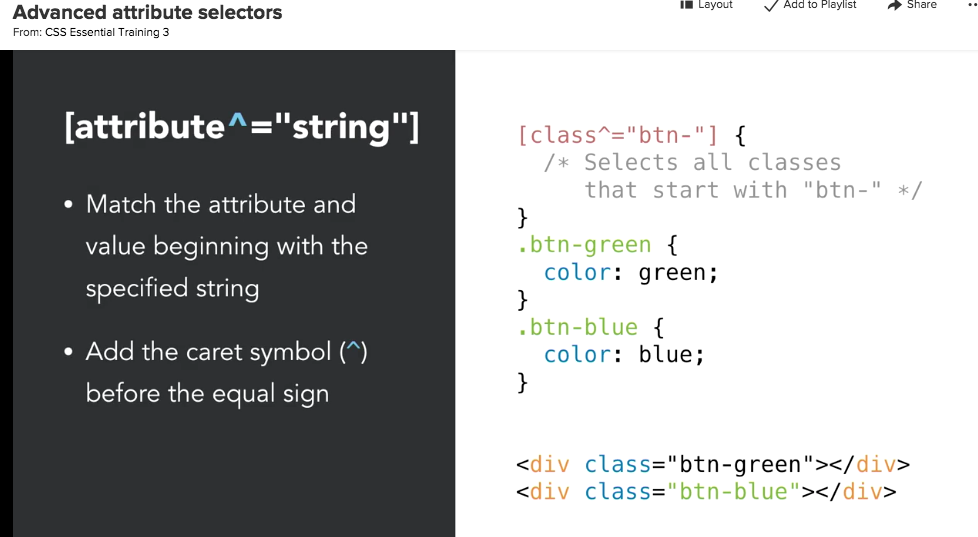 Advanced attribute selectors
From: CSS Essential Training 3
Layout
Add to Playlist
Share
[attribute^="string"]
• Match the attribute and
value beginning with the
specified string
• Add the caret symbol (^)
before the equal sign
[class^="btn-"] {
/* Selects all classes
that start with "btn-" */
}
.btn-green {
color: green;
}
.btn-blue {
color: blue;
}
<div class="btn-green"></div>
<div class="btn-blue"></div>